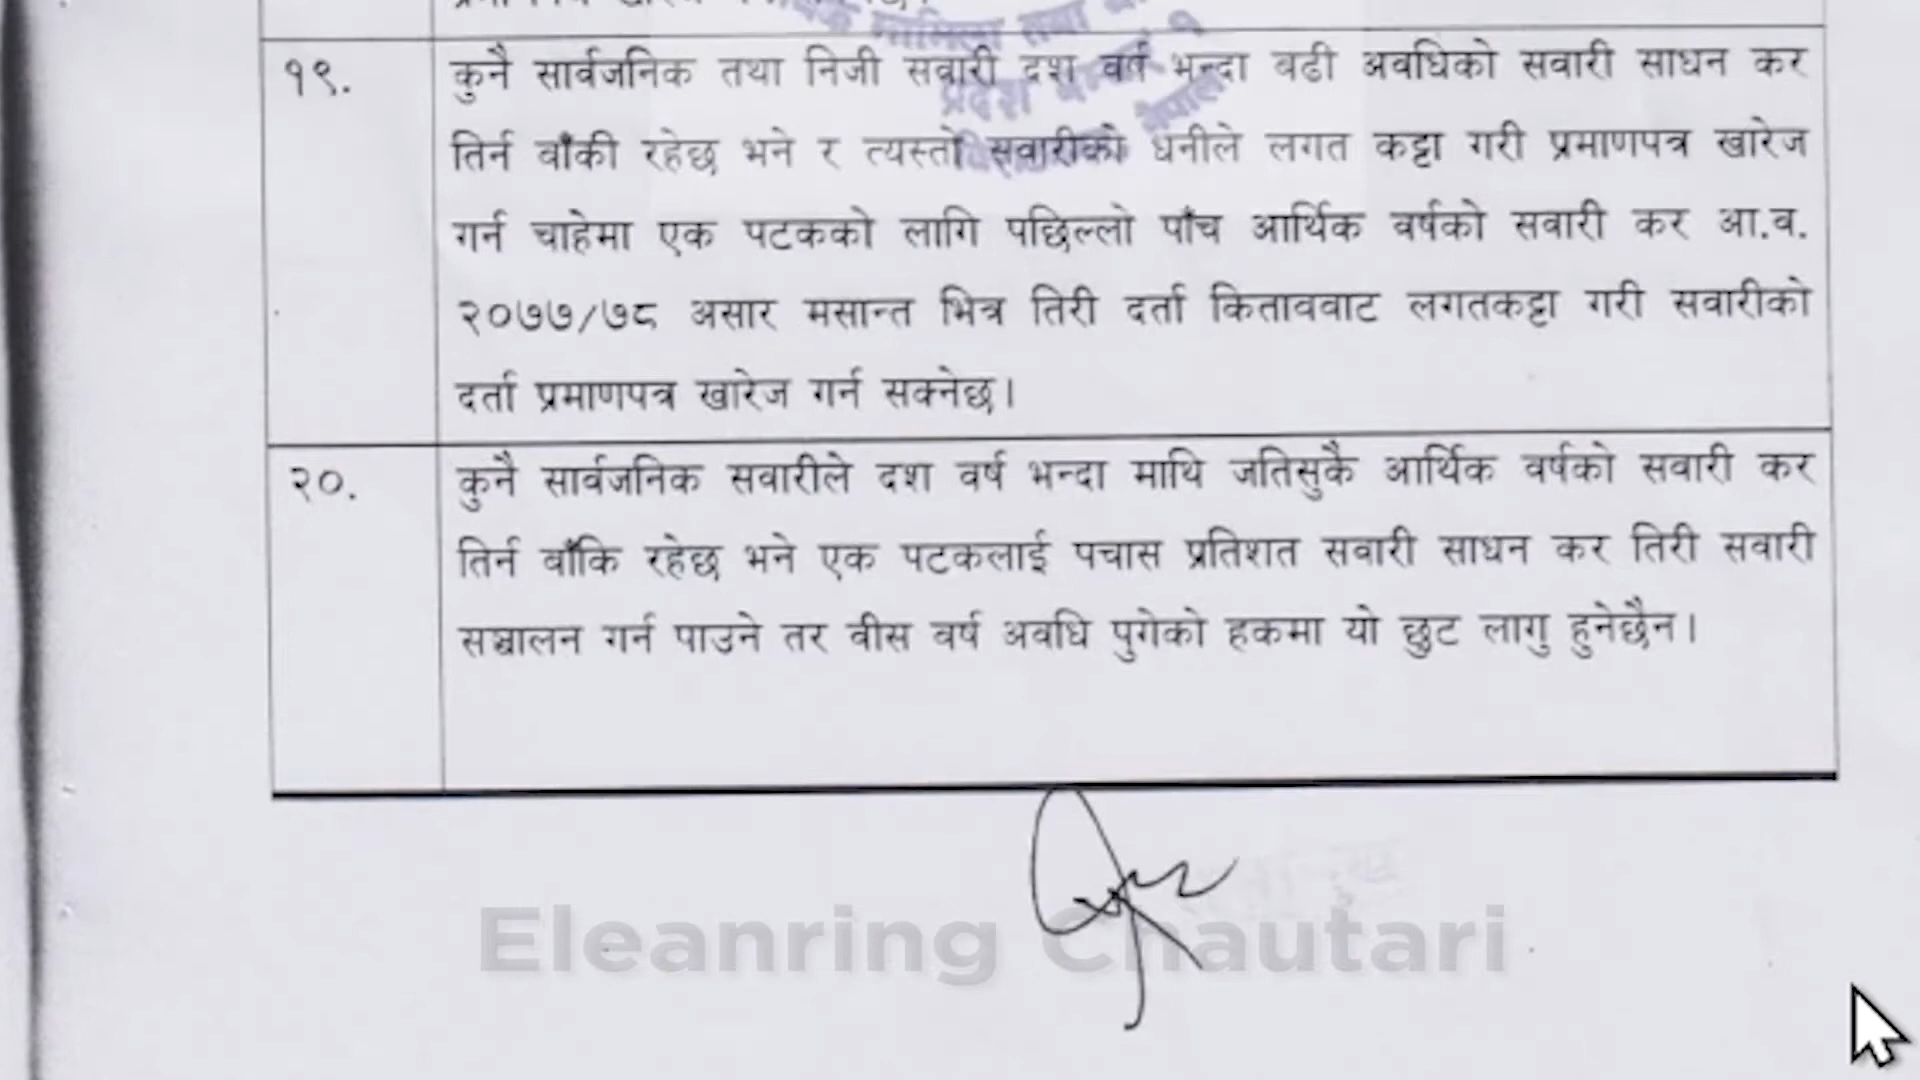 १९.
कुनै सार्वजनिक तथा निजी सवारी दश वर्ष भन्दा बढी अवधिको सवारी साधन कर
तिर्न वाँकी रहेछ भने र त्यस्तो सवारीको धनीले लगत कट्टा गरी प्रमाणपत्र खारेज
गर्न चाहेमा एक पटकको लागि पछिल्लो पाँच आर्थिक वर्षको सवारी कर आ.व.
२०७७/७८ असार मसान्त भित्र तिरी दर्ता किताववाट लगतकट्टा गरी सवारीको
दर्ता प्रमाणपत्र खारेज गर्न सक्नेछ।
२०.
कुनै सार्वजनिक सवारीले दश वर्ष भन्दा माथि जतिसुकै आर्थिक वर्षको सवारी कर
तिर्न वाँकि रहेछ भने एक पटकलाई पचास प्रतिशत सवारी साधन कर तिरी सवारी
सञ्चालन गर्न पाउने तर वीस वर्ष अवधि पुगेको हकमा यो छुट लागु हुनेछैन।
Eleanring Chautari